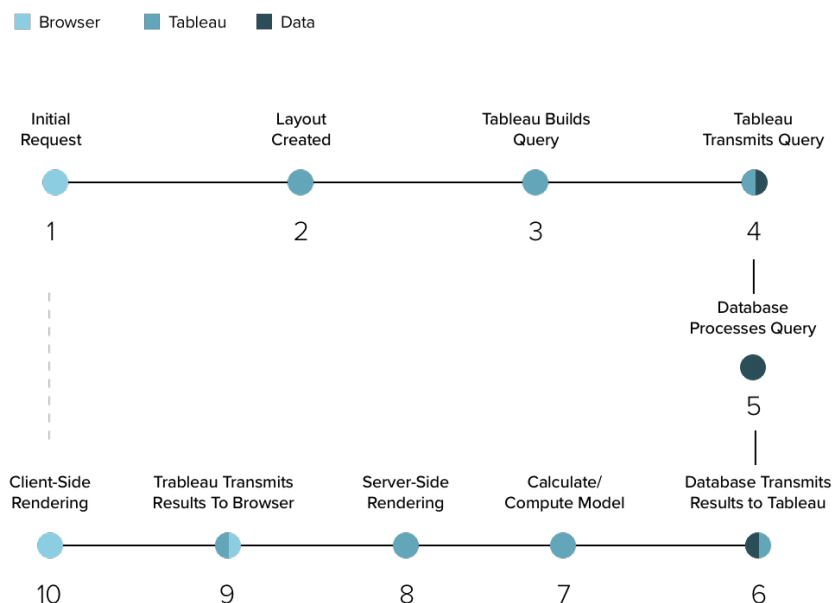 Browser
Tableau
Data
Initial
Request
Layout
Created
Tableau Builds
Query
Tableau
Transmits Query
1
2
3
4
Database
Processes Query
5
Client-Side
Rendering
Trableau Transmits
Results To Browser
Server-Side
Rendering
Calculate/
Compute Model
Database Transmits
Results to Tableau
10
9
8
7
6